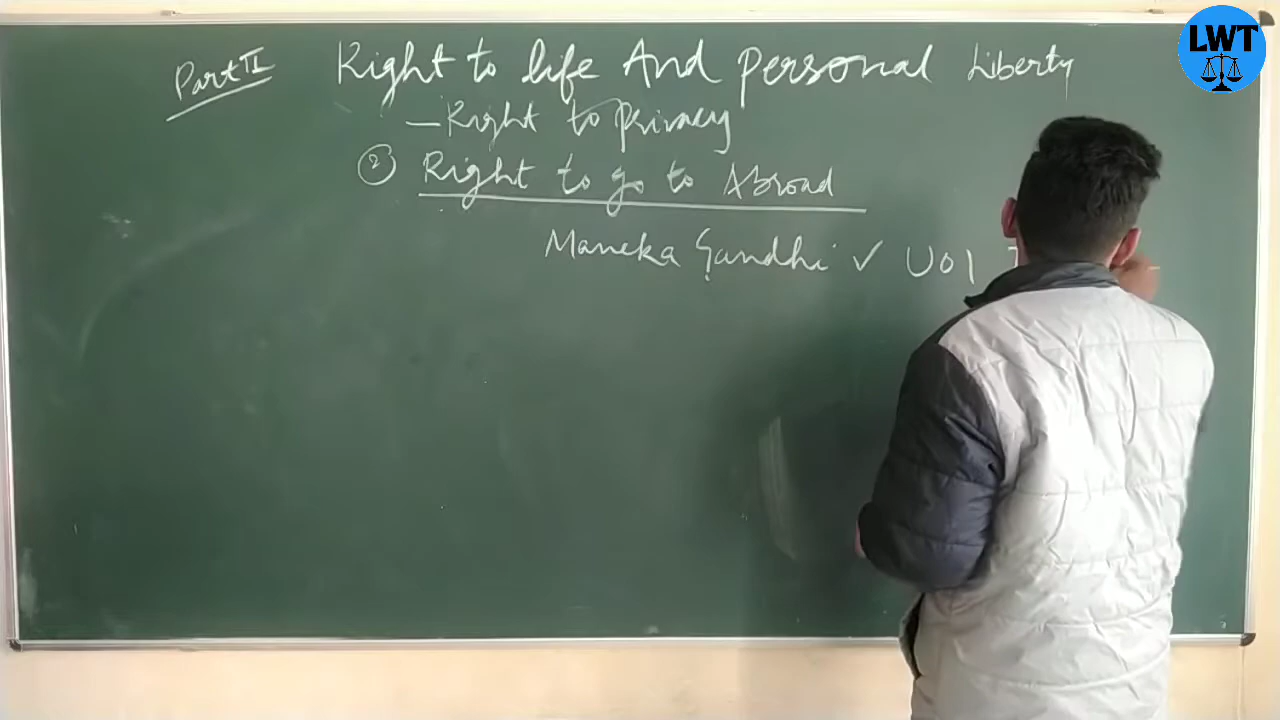 LWT
Part II Right to life And Personal Liberty
— Right to privacy
② Right to go to Abroad
Maneka Gandhi v UOI